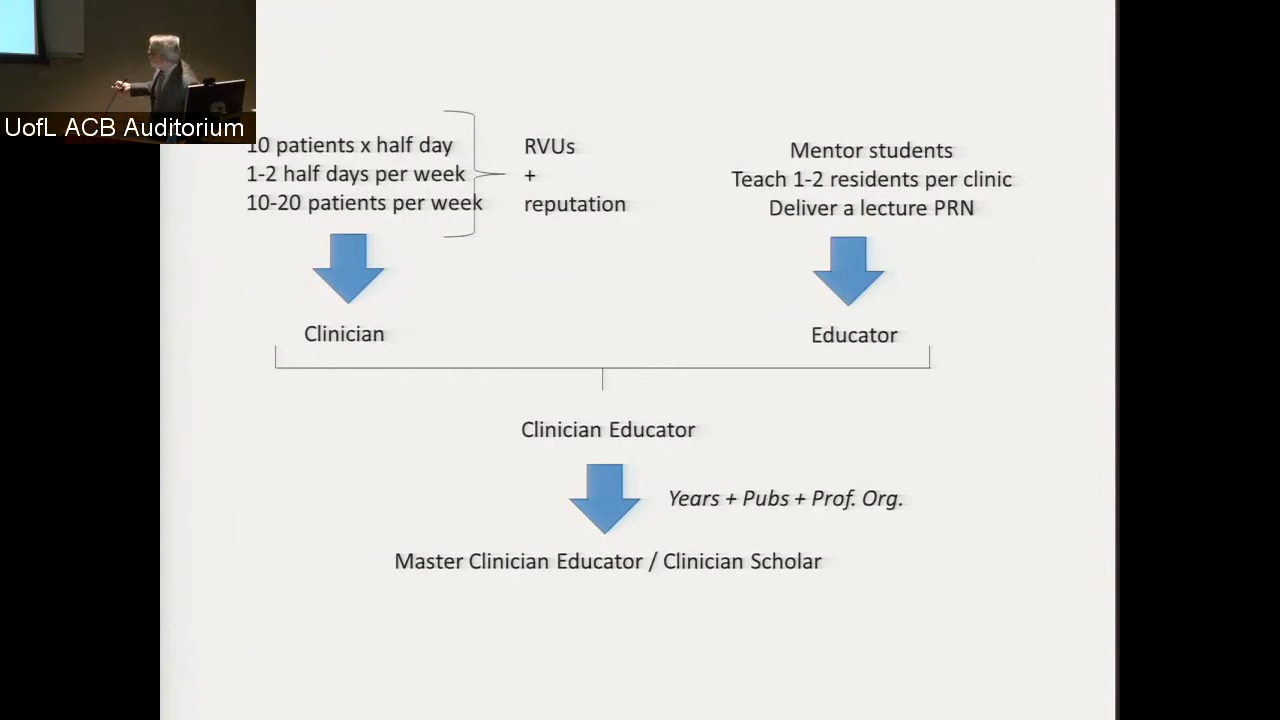 UofL ACB Auditorium
10 patients x half day
1-2 half days per week
10-20 patients per week
RVUs
+
reputation
Mentor students
Teach 1-2 residents per clinic
Deliver a lecture PRN
Clinician
Educator
Clinician Educator
Years + Pubs + Prof. Org.
Master Clinician Educator / Clinician Scholar